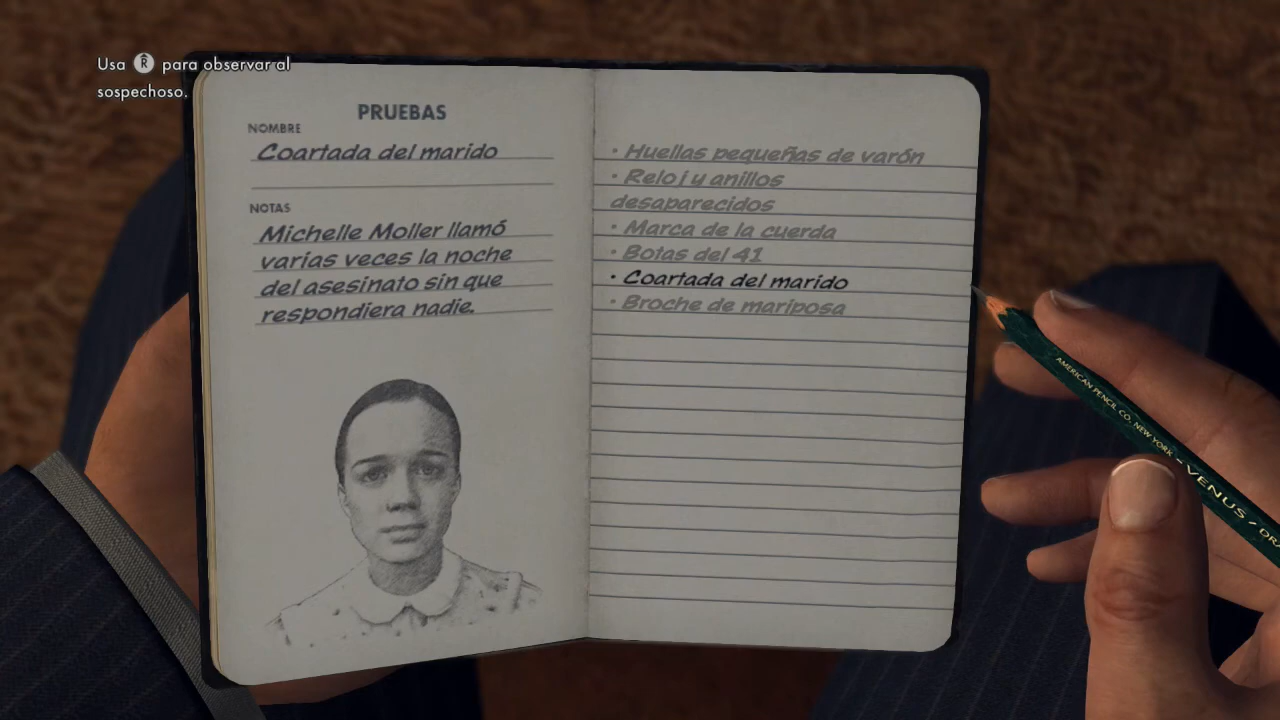 Usa R para observar al
sospechoso,
PRUEBAS
NOMBRE
Coartada del marido
NOTAS
Michelle Moller llamó
varias veces la noche
del asesinato sin que
respondiera nadie.
· Huellas pequeñas de varón
· Reloj y anillos
desaparecidos
· Marca de la cuerda
· Botas del 41
· Coartada del marido
· Broche de mariposa
AMERICAN PENCIL CO. NEW YORK - VENUS / DRA